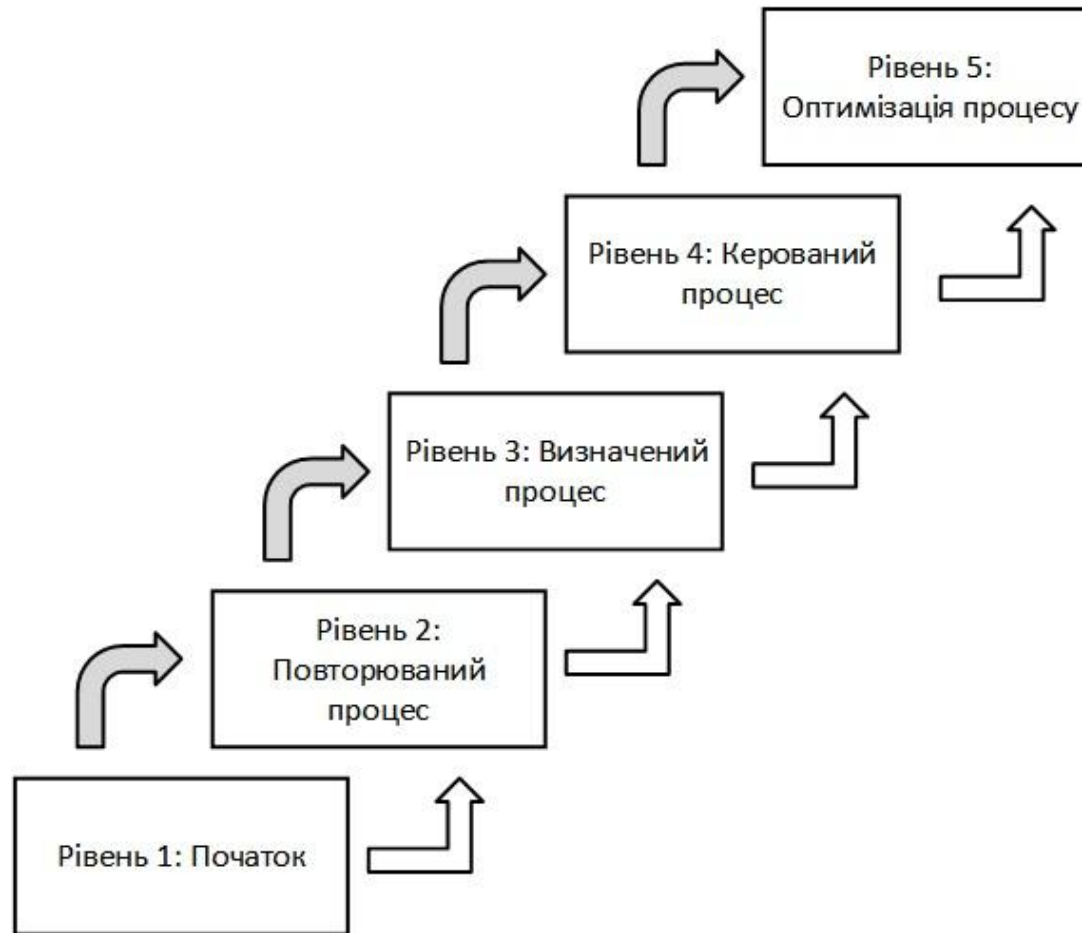 Рівень 5:
Оптимізація процесу
Рівень 4: Керований
процес
Рівень 3: Визначений
процес
Рівень 2:
Повторюваний
процес
Рівень 1: Початок